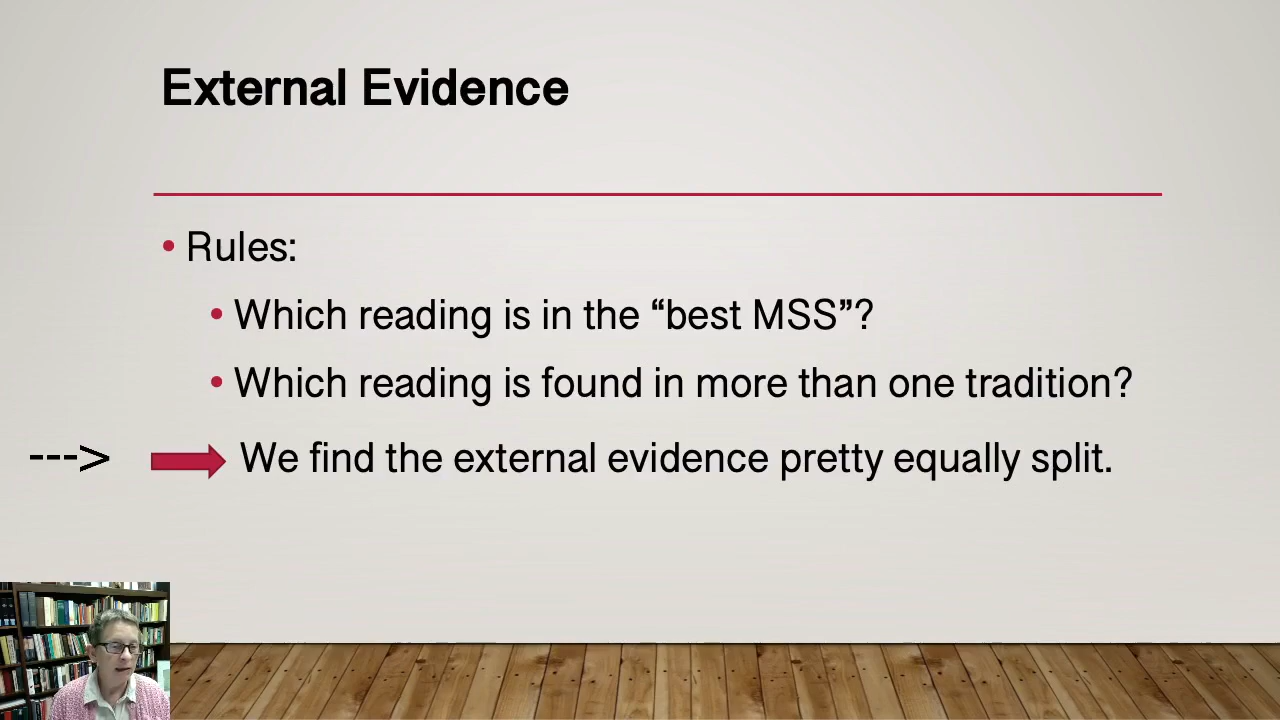 External Evidence
• Rules:
• Which reading is in the “best MSS”?
• Which reading is found in more than one tradition?
---> We find the external evidence pretty equally split.